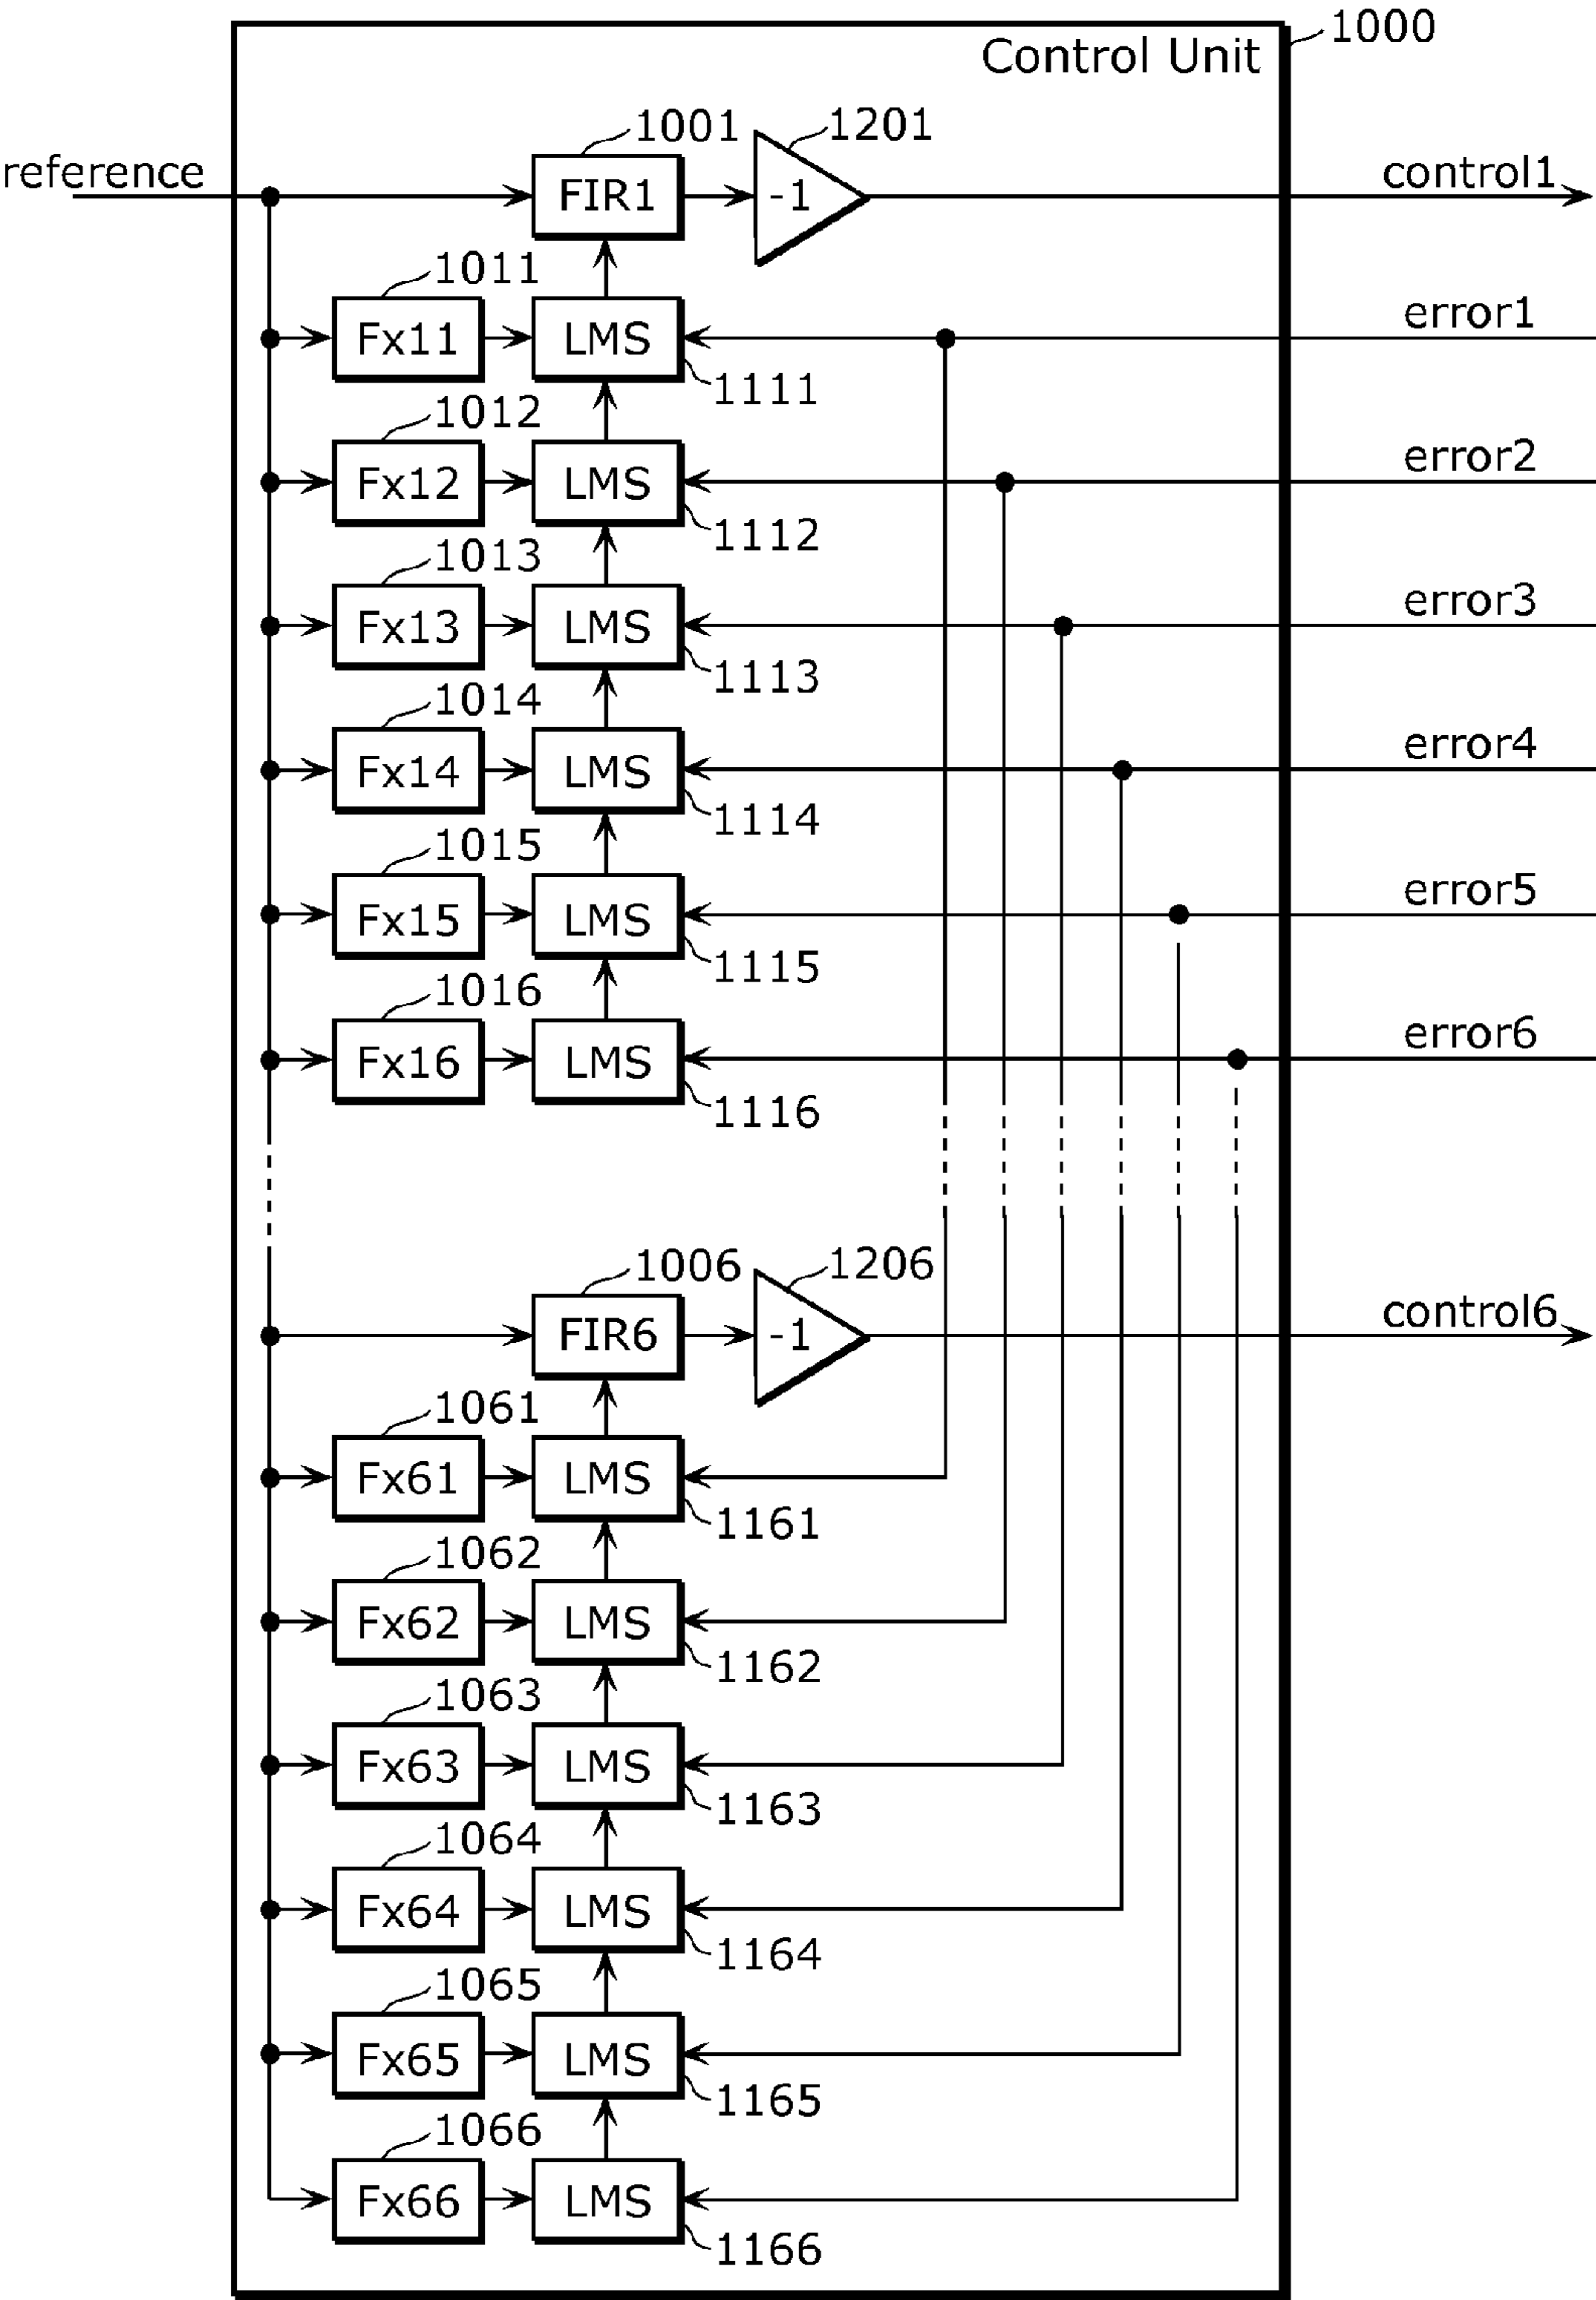 1000
Control Unit
1001
1201
reference
FIR1
-1
control1
1011
error1
Fx11
LMS
1111
1012
error2
Fx12
LMS
1112
1013
error3
Fx13
LMS
1113
1014
error4
Fx14
LMS
1114
1015
error5
Fx15
LMS
1115
1016
error6
Fx16
LMS
1116
1006
1206
FIR6
-1
control6
1061
Fx61
LMS
1161
1062
Fx62
LMS
1162
1063
Fx63
LMS
1163
1064
Fx64
LMS
1164
1065
Fx65
LMS
1165
1066
Fx66
LMS
1166